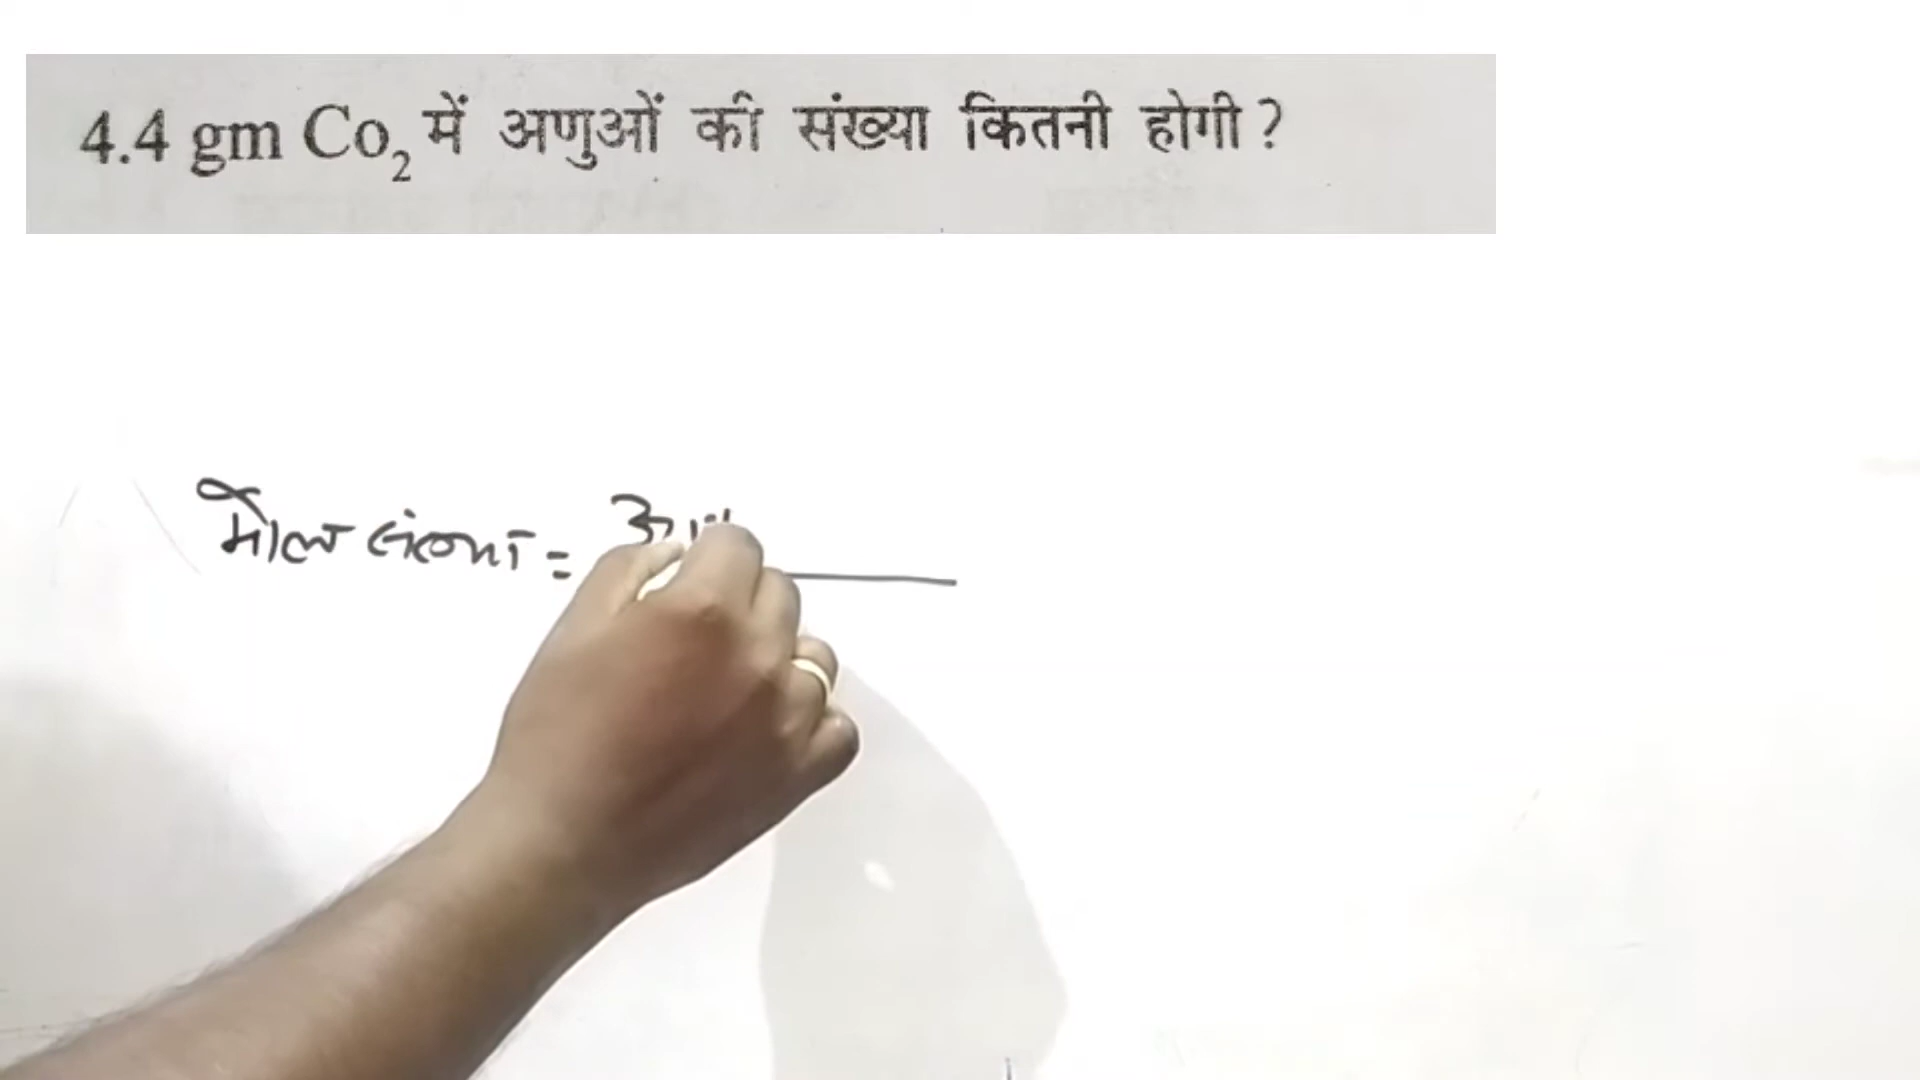 4.4 gm Co₂ में अणुओं की संख्या कितनी होगी ?
मोल संख्या =